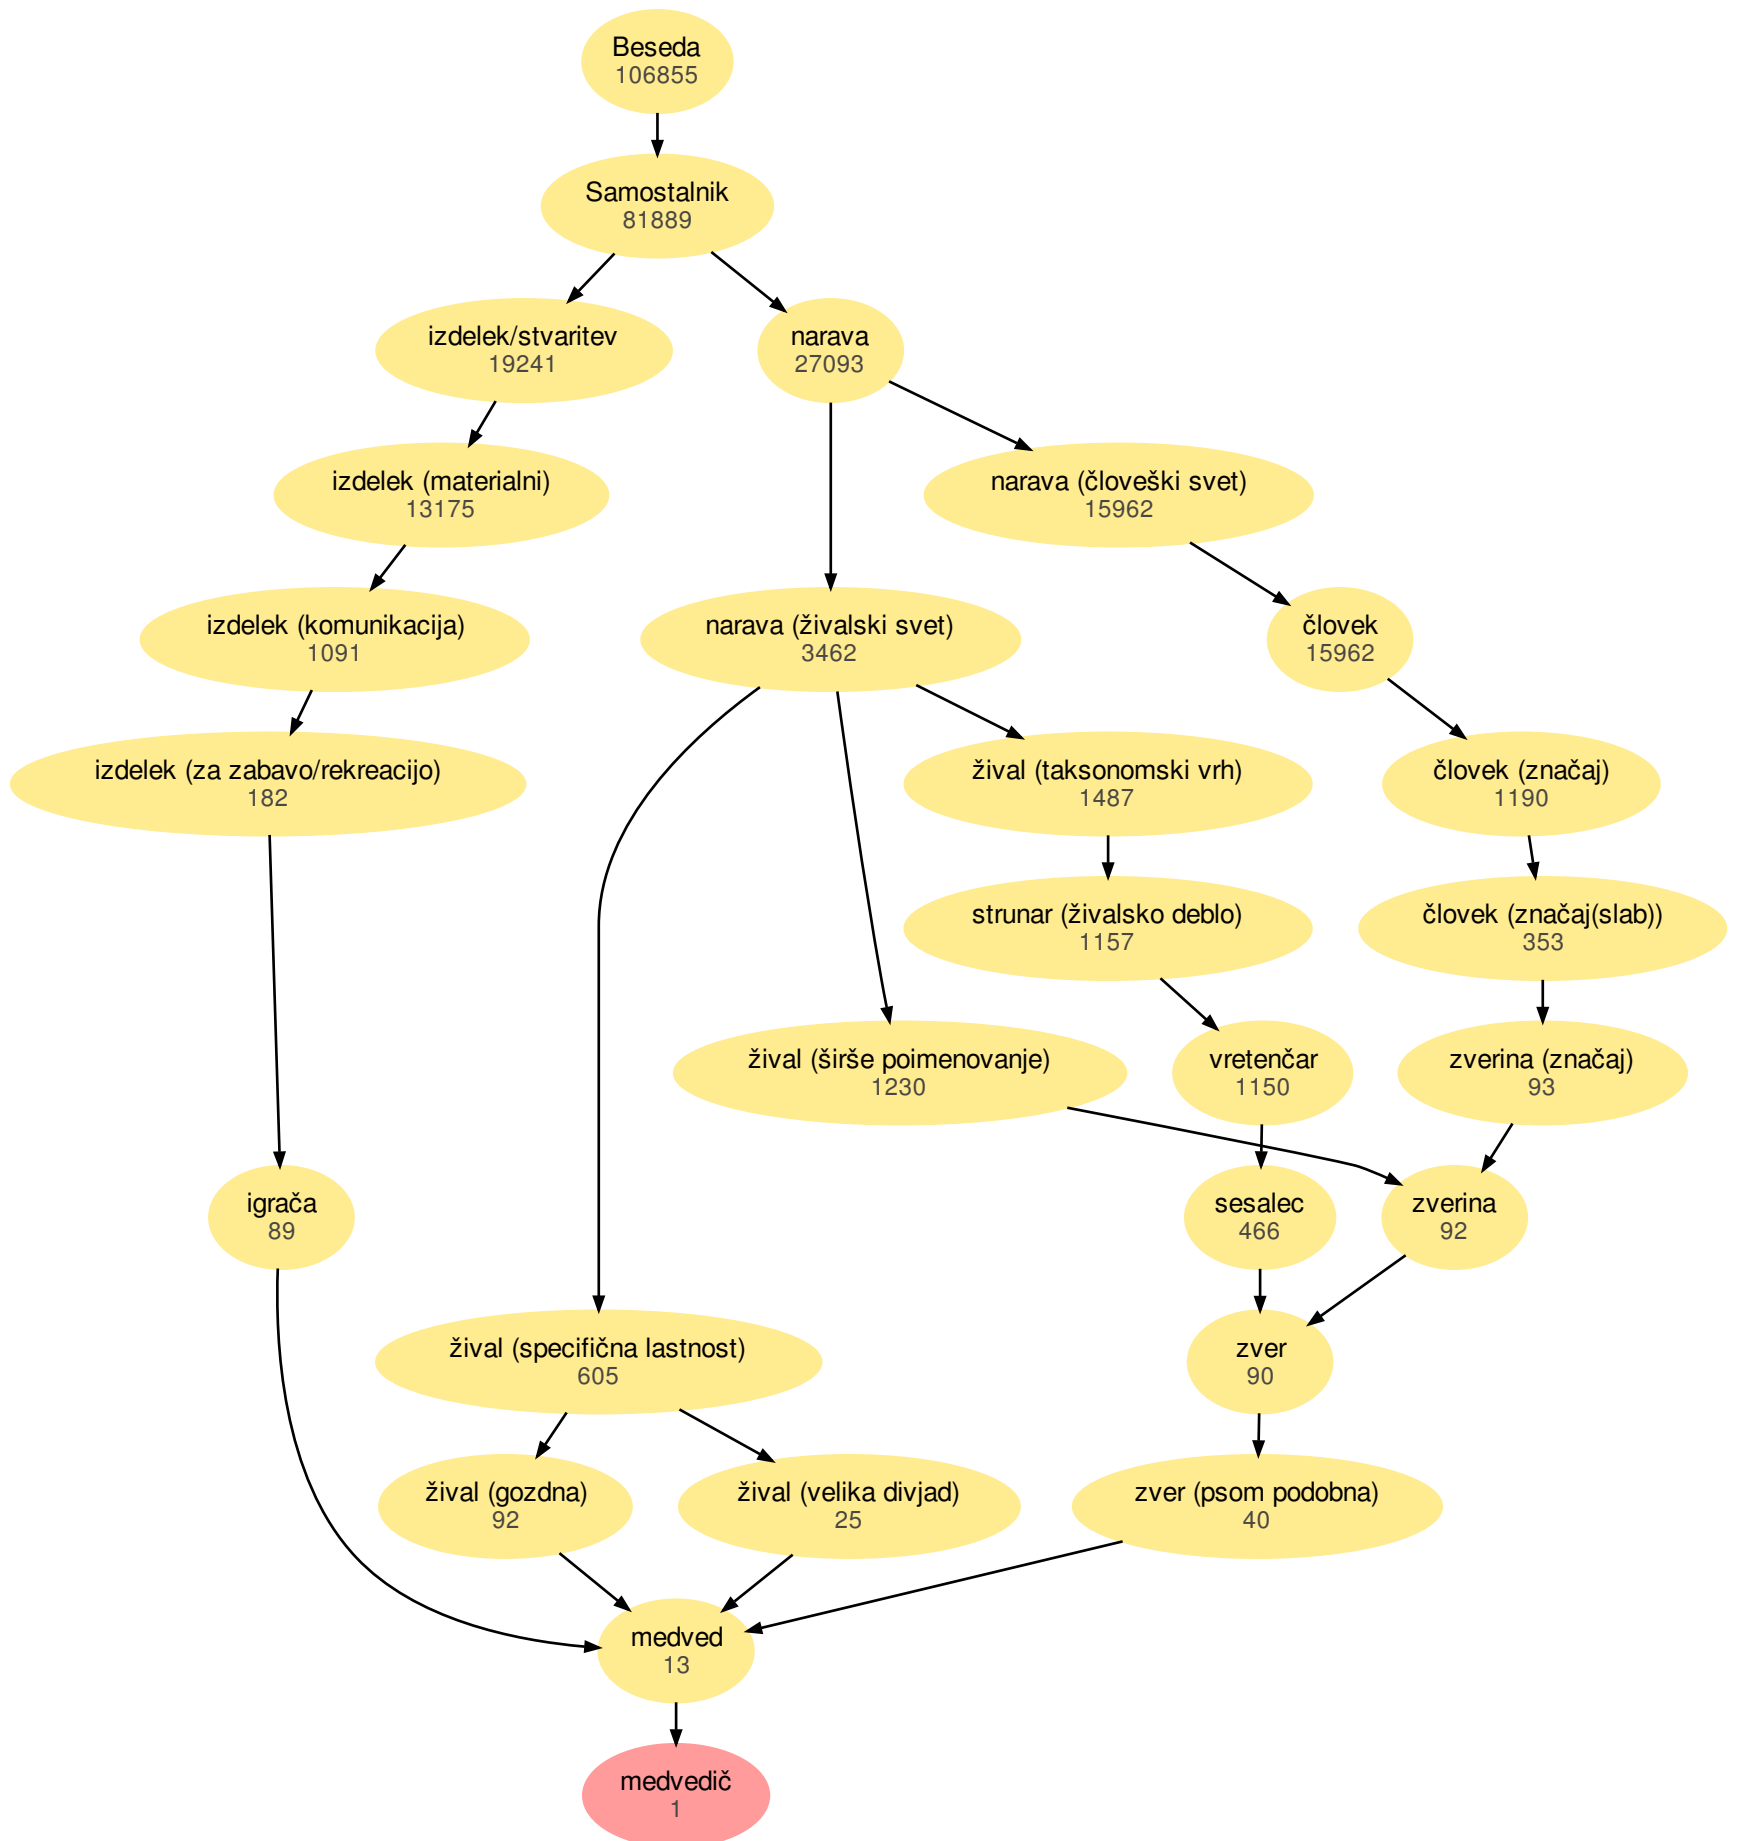 Beseda
106855
Samostalnik
81889
izdelek/stvaritev
19241
narava
27093
izdelek (materialni)
13175
narava (človeški svet)
15962
izdelek (komunikacija)
1091
narava (živalski svet)
3462
človek
15962
izdelek (za zabavo/rekreacijo)
182
žival (taksonomski vrh)
1487
človek (značaj)
1190
strunar (živalsko deblo)
1157
človek (značaj(slab))
353
žival (širše poimenovanje)
1230
vretenčar
1150
zverina (značaj)
93
igrača
89
sesalec
466
zverina
92
žival (specifična lastnost)
605
zver
90
žival (gozdna)
92
žival (velika divjad)
25
zver (psom podobna)
40
medved
13
medvedič
1